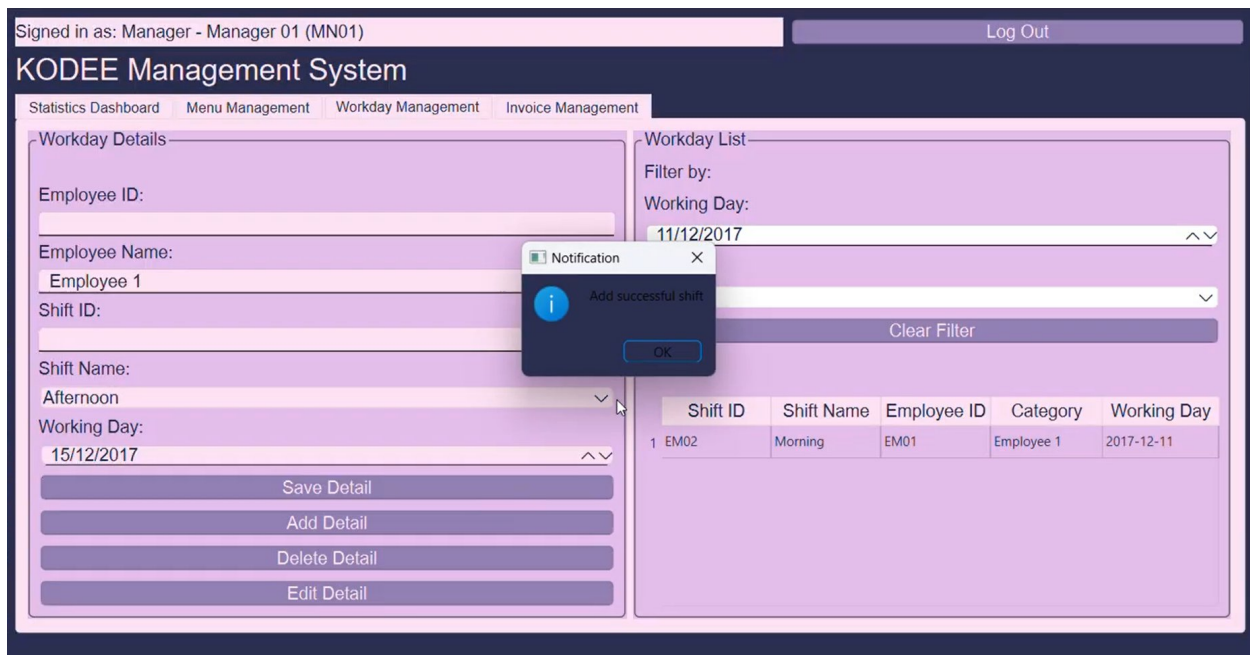 Signed in as: Manager - Manager 01 (MN01)
Log Out
KODEE Management System
Statistics Dashboard
Menu Management
Workday Management
Invoice Management
Workday Details
Employee ID:
Employee Name:
Employee 1
Shift ID:
Shift Name:
Afternoon
Working Day:
15/12/2017
Save Detail
Add Detail
Delete Detail
Edit Detail
Workday List
Filter by:
Working Day:
11/12/2017
Clear Filter
Shift ID Shift Name Employee ID Category Working Day
1 EM02 Morning EM01 Employee 1 2017-12-11
Notification
Add successful shift
OK